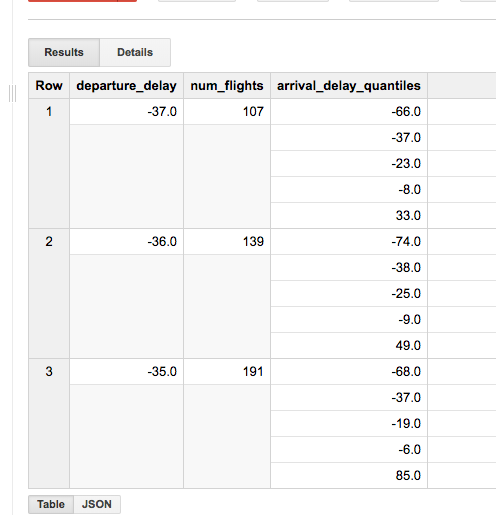 Results Details
Row departure_delay num_flights arrival_delay_quantiles
1 -37.0 107 -66.0
-37.0
-23.0
-8.0
33.0
2 -36.0 139 -74.0
-38.0
-25.0
-9.0
49.0
3 -35.0 191 -68.0
-37.0
-19.0
-6.0
85.0
Table JSON